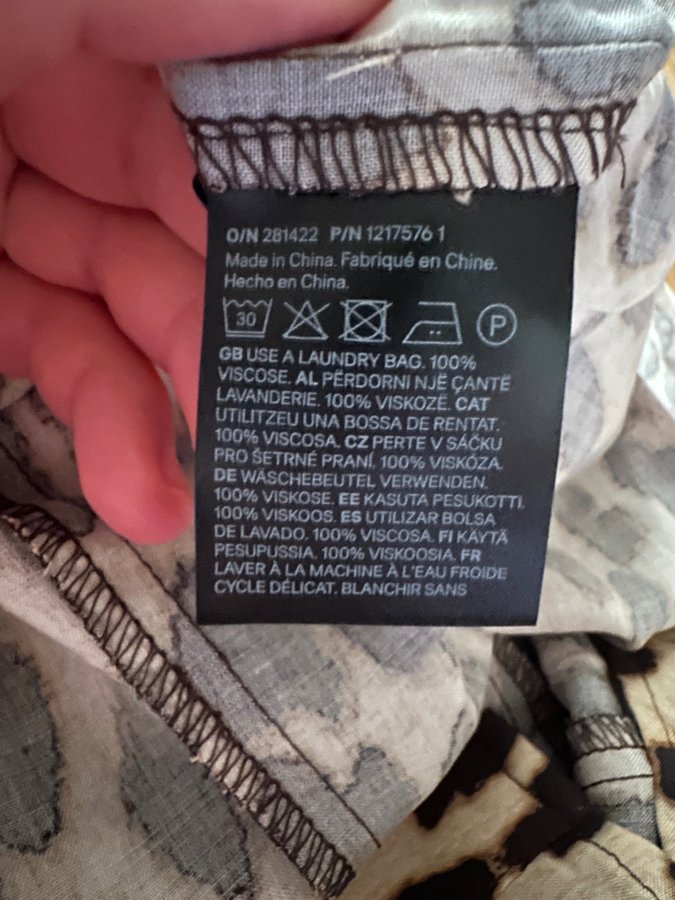 O/N 281422 P/N 1217576 1
Made in China. Fabriqué en Chine.
Hecho en China.
30 P
GB USE A LAUNDRY BAG. 100%
VISCOSE. AL PËRDORNI NJË ÇANTË
LAVANDERIE. 100% VISKOZË. CAT
UTILITZEU UNA BOSSA DE RENTAT.
100% VISCOSA. CZ PERTE V SÁČKU
PRO ŠETRNÉ PRANÍ. 100% VISKÓZA.
DE WÄSCHEBEUTEL VERWENDEN.
100% VISKOSE. EE KASUTA PESUKOTTI.
100% VISKOOS. ES UTILIZAR BOLSA
DE LAVADO. 100% VISCOSA. FI KÄYTÄ
PESUPUSSIA. 100% VISKOOSIA. FR
LAVER À LA MACHINE À L'EAU FROIDE
CYCLE DÉLICAT. BLANCHIR SANS